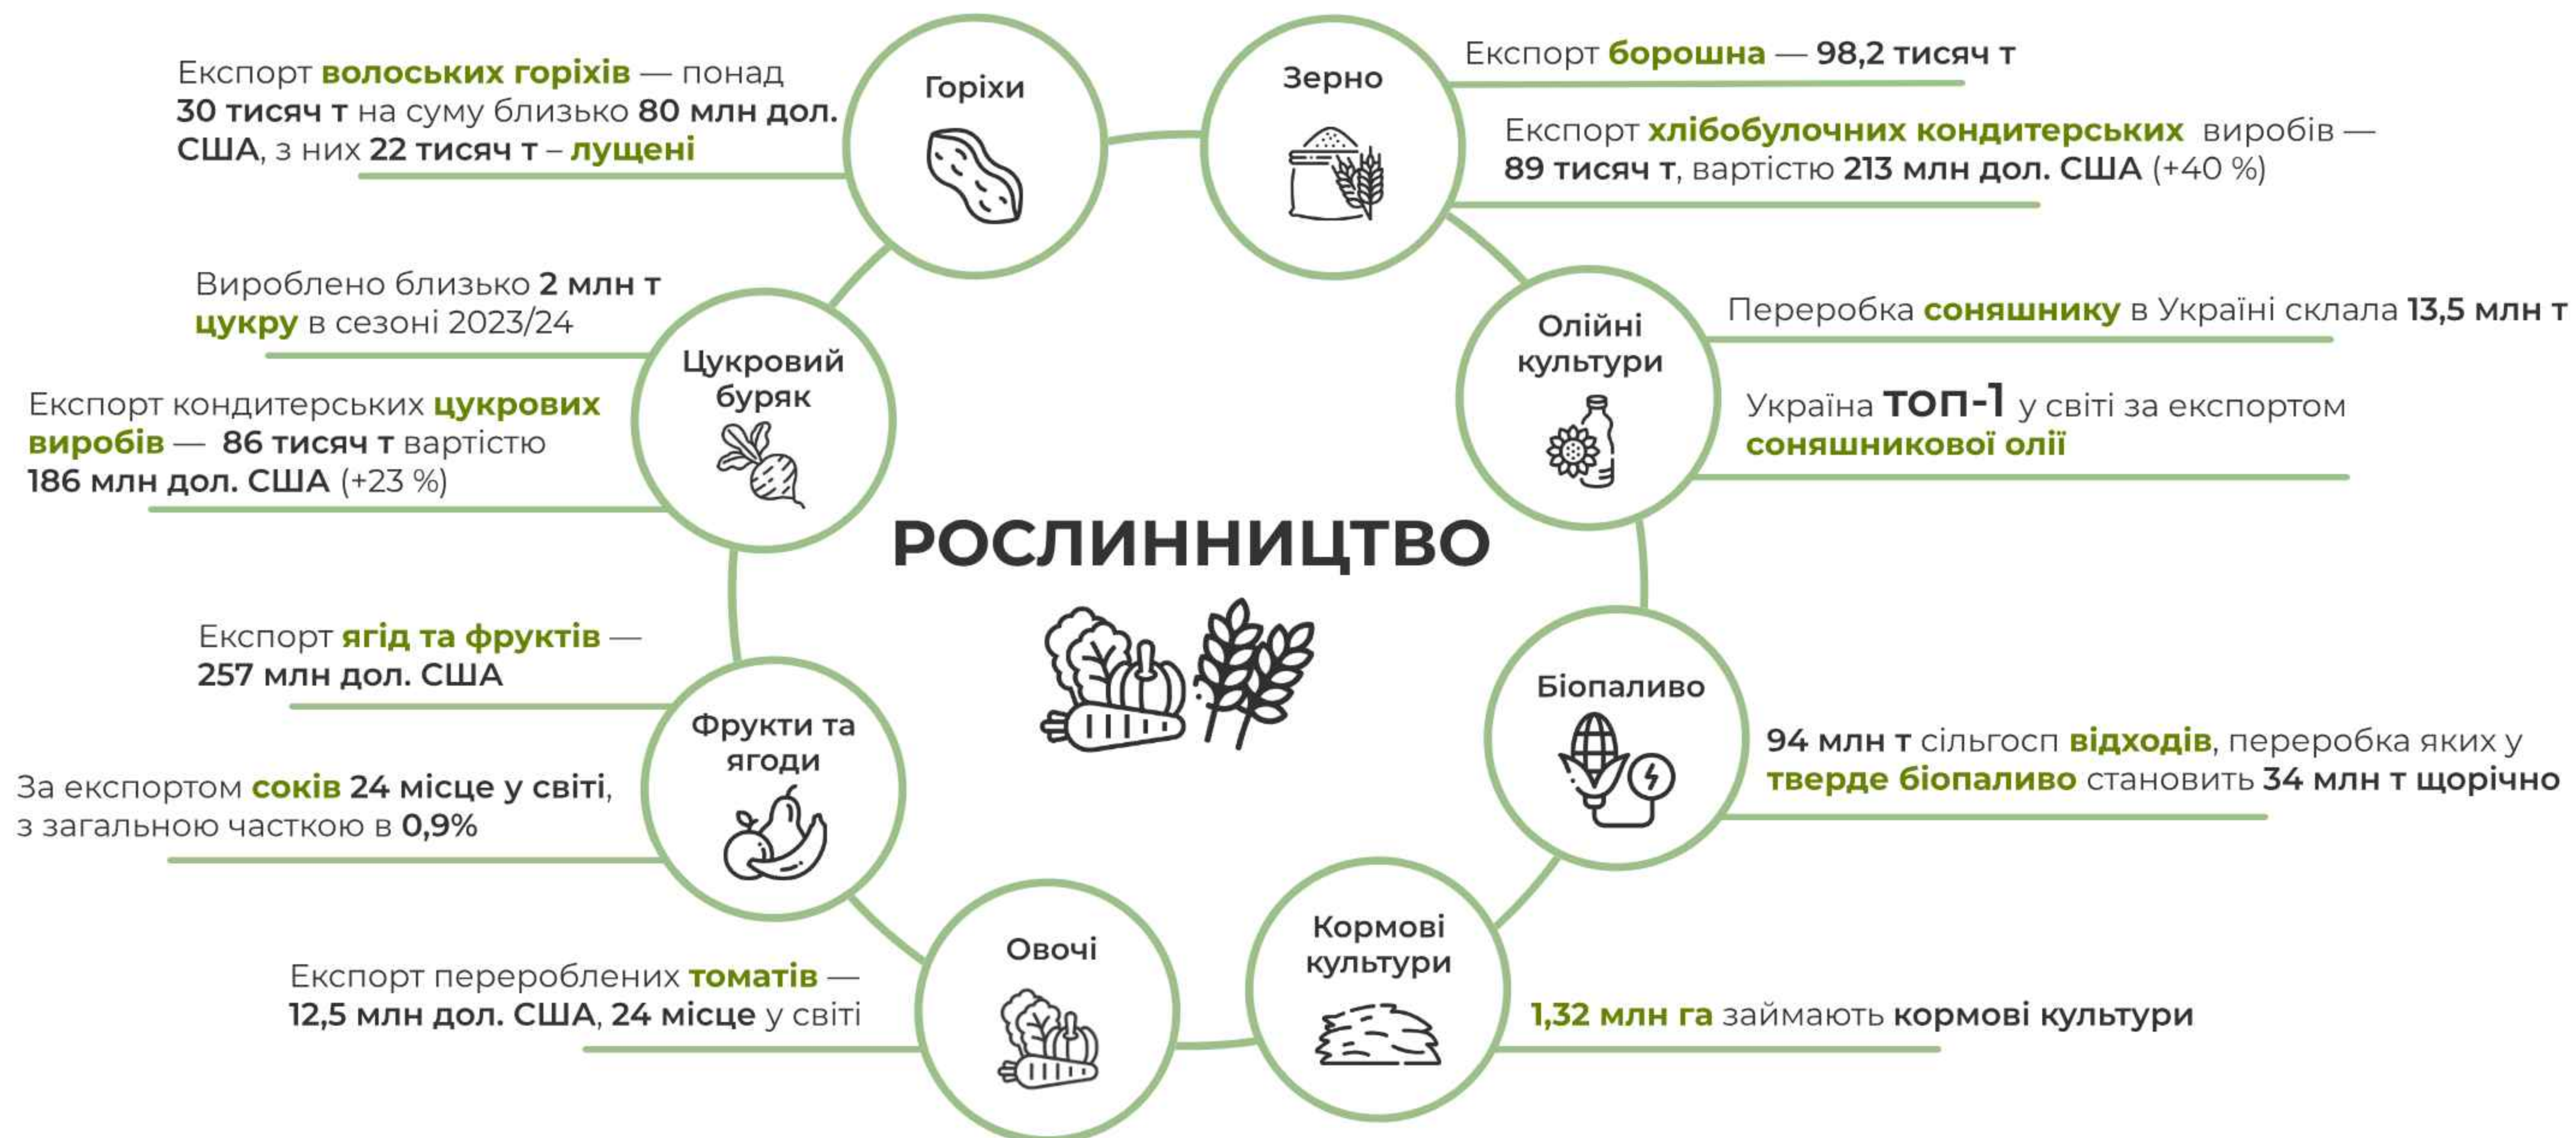 Експорт волоських горіхів — понад
30 тисяч т на суму близько 80 млн дол.
США, з них 22 тисяч т – лущені
Горіхи
Зерно
Експорт борошна — 98,2 тисяч т
Експорт хлібобулочних кондитерських виробів —
89 тисяч т, вартістю 213 млн дол. США (+40 %)
Вироблено близько 2 млн т
цукру в сезоні 2023/24
Експорт кондитерських цукрових
виробів — 86 тисяч т вартістю
186 млн дол. США (+23 %)
Цукровий
буряк
Олійні
культури
Переробка соняшнику в Україні склала 13,5 млн т
Україна ТОП-1 у світі за експортом
соняшникової олії
РОСЛИННИЦТВО
Експорт ягід та фруктів —
257 млн дол. США
За експортом соків 24 місце у світі,
з загальною часткою в 0,9%
Фрукти та
ягоди
Біопаливо
94 млн т сільгосп відходів, переробка яких у
тверде біопаливо становить 34 млн т щорічно
Експорт перероблених томатів —
12,5 млн дол. США, 24 місце у світі
Овочі
Кормові
культури
1,32 млн га займають кормові культури